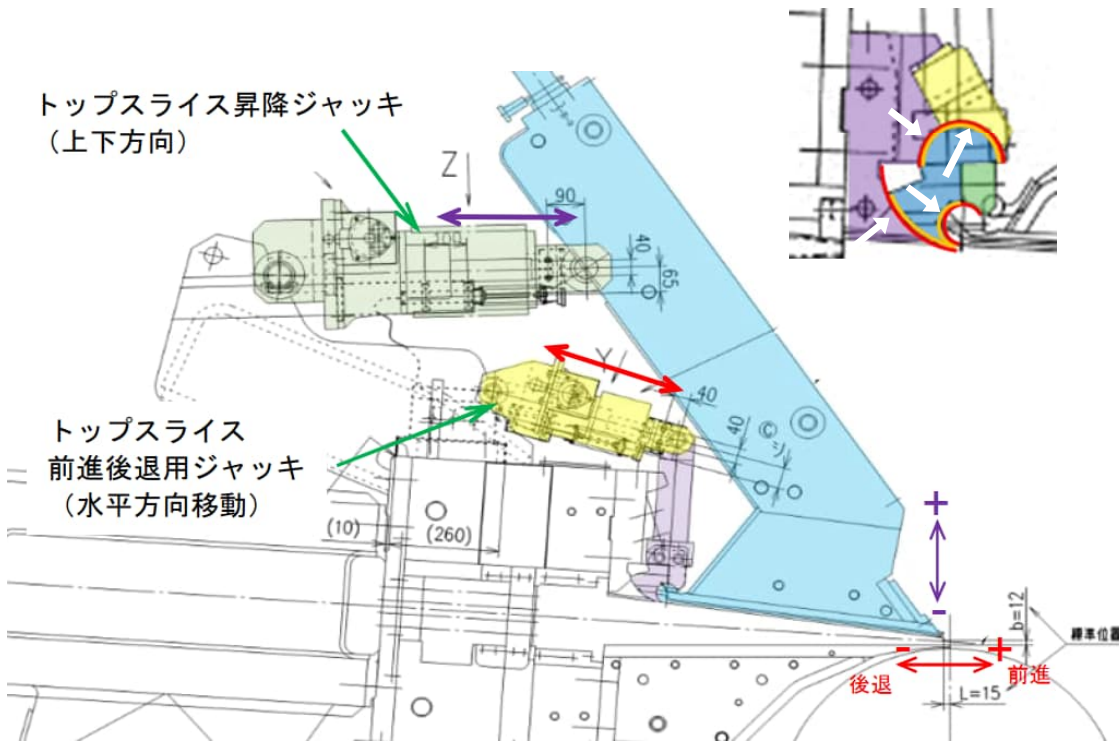 トップスライス昇降ジャッキ
（上下方向）
Z
90
100
40
65
Y
40
40
トップスライス
前進後退用ジャッキ
（水平方向移動）
(10)
(260)
+
-
b=12
標準位置
-
+
後退
前進
L=15